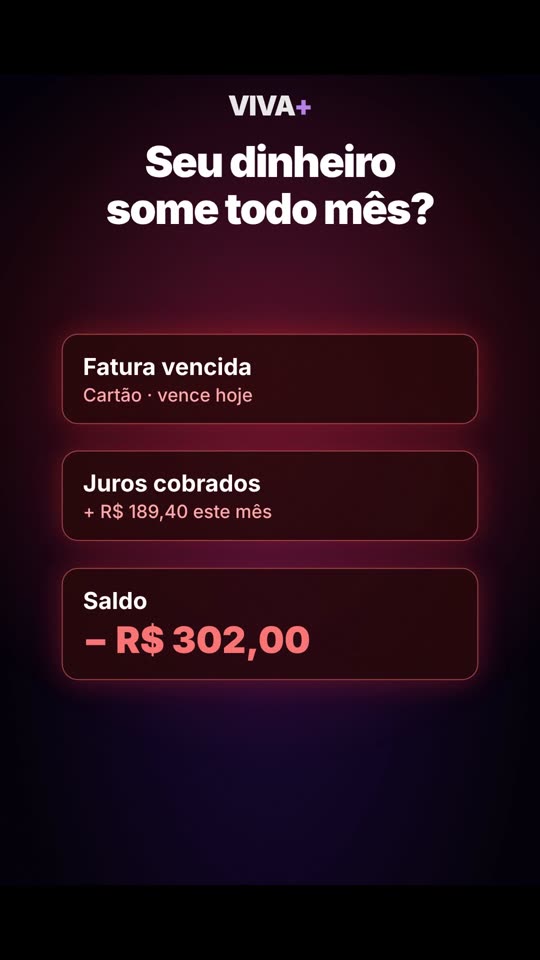 VIVA+
Seu dinheiro
some todo mês?
Fatura vencida
Cartão · vence hoje
Juros cobrados
+ R$ 189,40 este mês
Saldo
– R$ 302,00